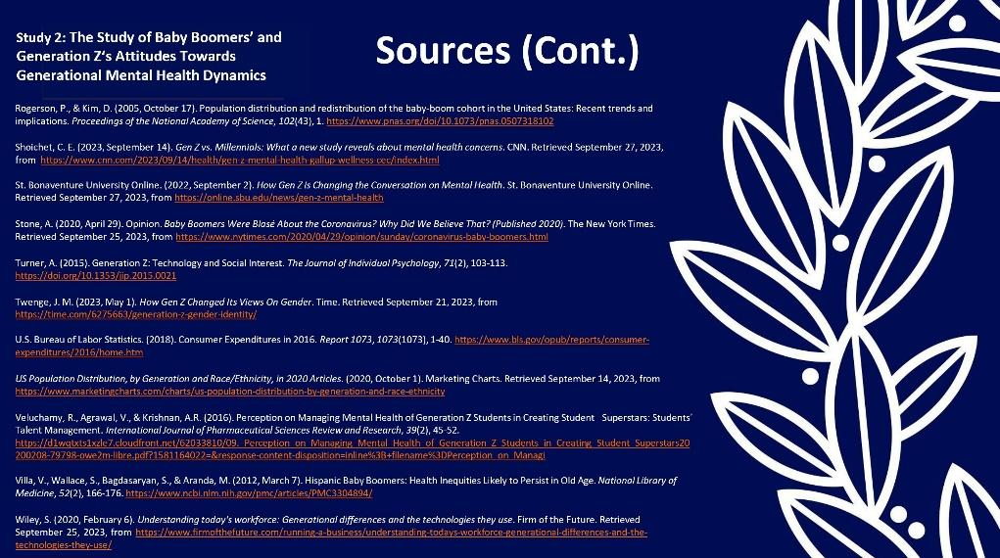 Study 2: The Study of Baby Boomers’ and
Generation Z‘s Attitudes Towards
Generational Mental Health Dynamics
Sources (Cont.)
Rogerson, P., & Kim, D. (2005, October 17). Population distribution and redistribution of the baby-boom cohort in the United States: Recent trends and
implications. Proceedings of the National Academy of Science, 102(43), 1. https://www.pnas.org/doi/10.1073/pnas.0507318102
Shoichet, C. E. (2023, September 14). Gen Z vs. Millennials: What a new study reveals about mental health concerns. CNN. Retrieved September 27, 2023,
from https://www.cnn.com/2023/09/14/health/gen-z-mental-health-gallup-wellness-cec/index.html
St. Bonaventure University Online. (2022, September 2). How Gen Z Is Changing the Conversation on Mental Health. St. Bonaventure University Online.
Retrieved September 27, 2023, from https://online.sbu.edu/news/gen-z-mental-health
Stone, A. (2020, April 29). Opinion. Baby Boomers Were Blasé About the Coronavirus? Why Did We Believe That? (Published 2020). The New York Times.
Retrieved September 25, 2023, from https://www.nytimes.com/2020/04/29/opinion/sunday/coronavirus-baby-boomers.html
Turner, A. (2015). Generation Z: Technology and Social Interest. The Journal of Individual Psychology, 71(2), 103-113.
https://doi.org/10.1353/jip.2015.0021
Twenge, J. M. (2023, May 1). How Gen Z Changed Its Views On Gender. Time. Retrieved September 21, 2023, from
https://time.com/6275663/generation-z-gender-identity/
U.S. Bureau of Labor Statistics. (2018). Consumer Expenditures in 2016. Report 1073, 1073(1073), 1-40. https://www.bls.gov/opub/reports/consumer-
expenditures/2016/home.htm
US Population Distribution, by Generation and Race/Ethnicity, in 2020 Articles. (2020, October 1). Marketing Charts. Retrieved September 14, 2023, from
https://www.marketingcharts.com/charts/us-population-distribution-by-generation-and-race-ethnicity
Veluchamy, R., Agrawal, V., & Krishnan, A.R. (2016). Perception on Managing Mental Health of Generation Z Students in Creating Student Superstars: Students'
Talent Management. International Journal of Pharmaceutical Sciences Review and Research, 39(2), 45-52.
https://d1wqtxts1xzle7.cloudfront.net/62033810/09._Perception_on_Managing_Mental_Health_of_Generation_Z_Students_in_Creating_Student_Superstars20
200208-79798-owe2m-libre.pdf?1581164022=&response-content-disposition=inline%3B+filename%3DPerception_on_Managi
Villa, V., Wallace, S., Bagdasaryan, S., & Aranda, M. (2012, March 7). Hispanic Baby Boomers: Health Inequities Likely to Persist in Old Age. National Library of
Medicine, 52(2), 166-176. https://www.ncbi.nlm.nih.gov/pmc/articles/PMC3304894/
Wiley, S. (2020, February 6). Understanding today's workforce: Generational differences and the technologies they use. Firm of the Future. Retrieved
September 25, 2023, from https://www.firmofthefuture.com/running-a-business/understanding-todays-workforce-generational-differences-and-the-
technologies-they-use/